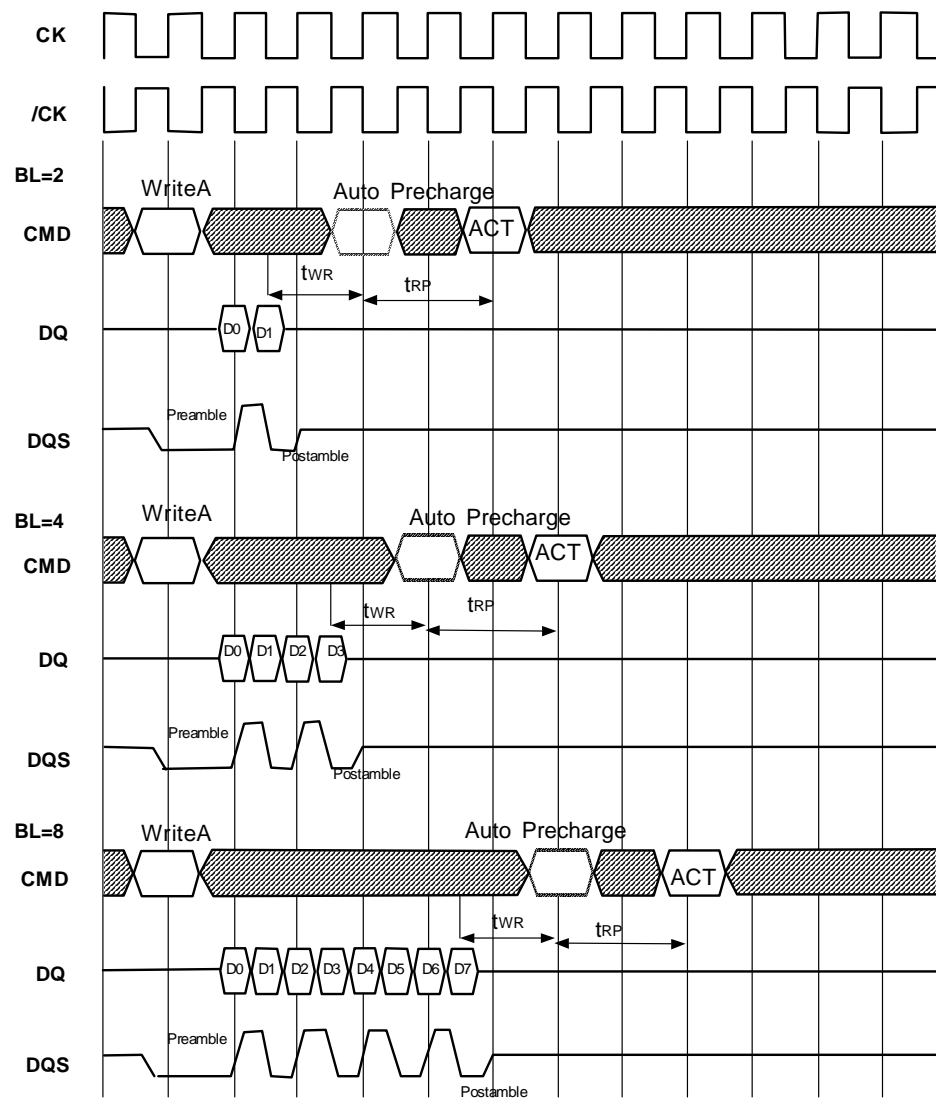 CK
/CK
BL=2
WriteA Auto Precharge
CMD ACT
tWR tRP
DQ D0 D1
Preamble
DQS Postamble
BL=4 WriteA Auto Precharge
CMD ACT
tWR tRP
DQ D0 D1 D2 D3
Preamble
DQS Postamble
BL=8 WriteA Auto Precharge
CMD ACT
tWR tRP
DQ D0 D1 D2 D3 D4 D5 D6 D7
Preamble
DQS
Postamble